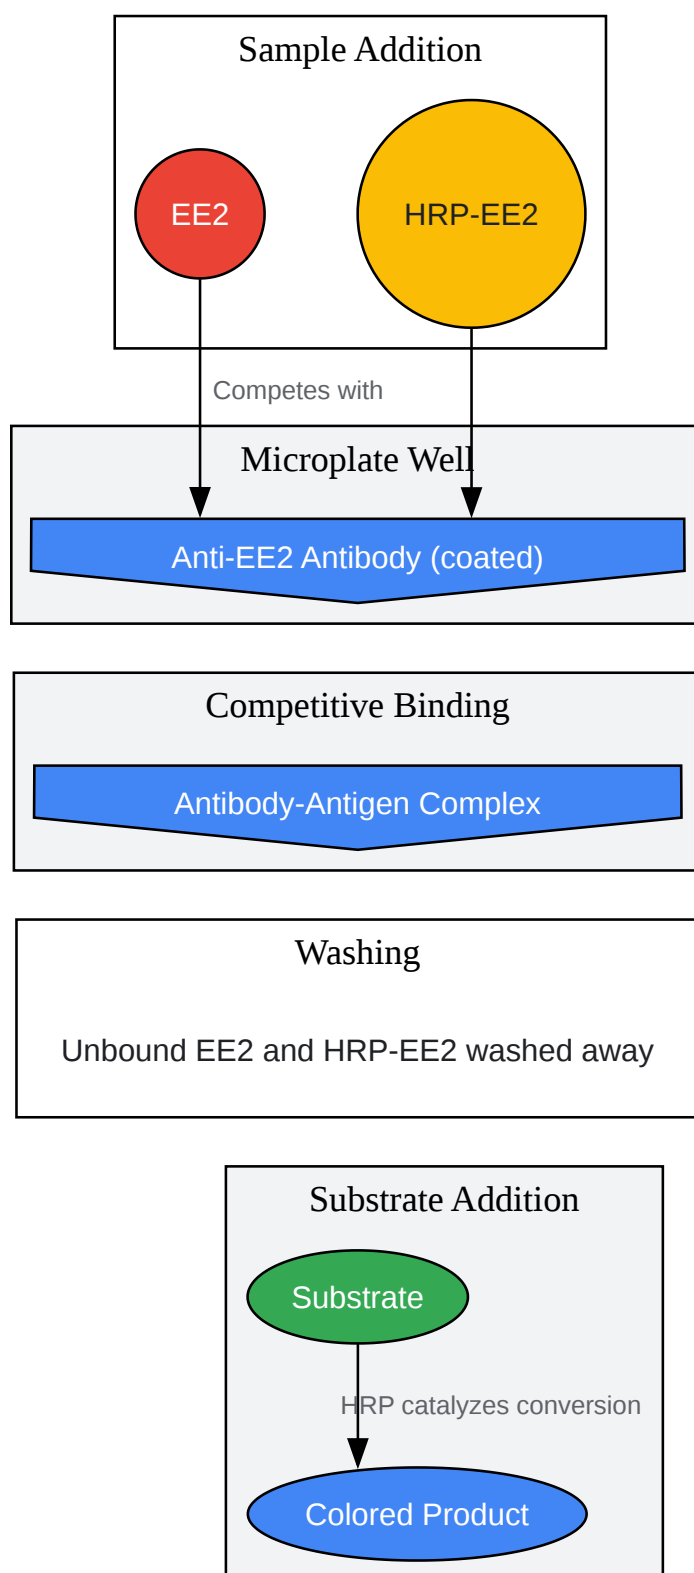 Sample Addition
EE2
HRP-EE2
Competes with
Microplate Well
Anti-EE2 Antibody (coated)
Competitive Binding
Antibody-Antigen Complex
Washing
Unbound EE2 and HRP-EE2 washed away
Substrate Addition
Substrate
HRP catalyzes conversion
Colored Product